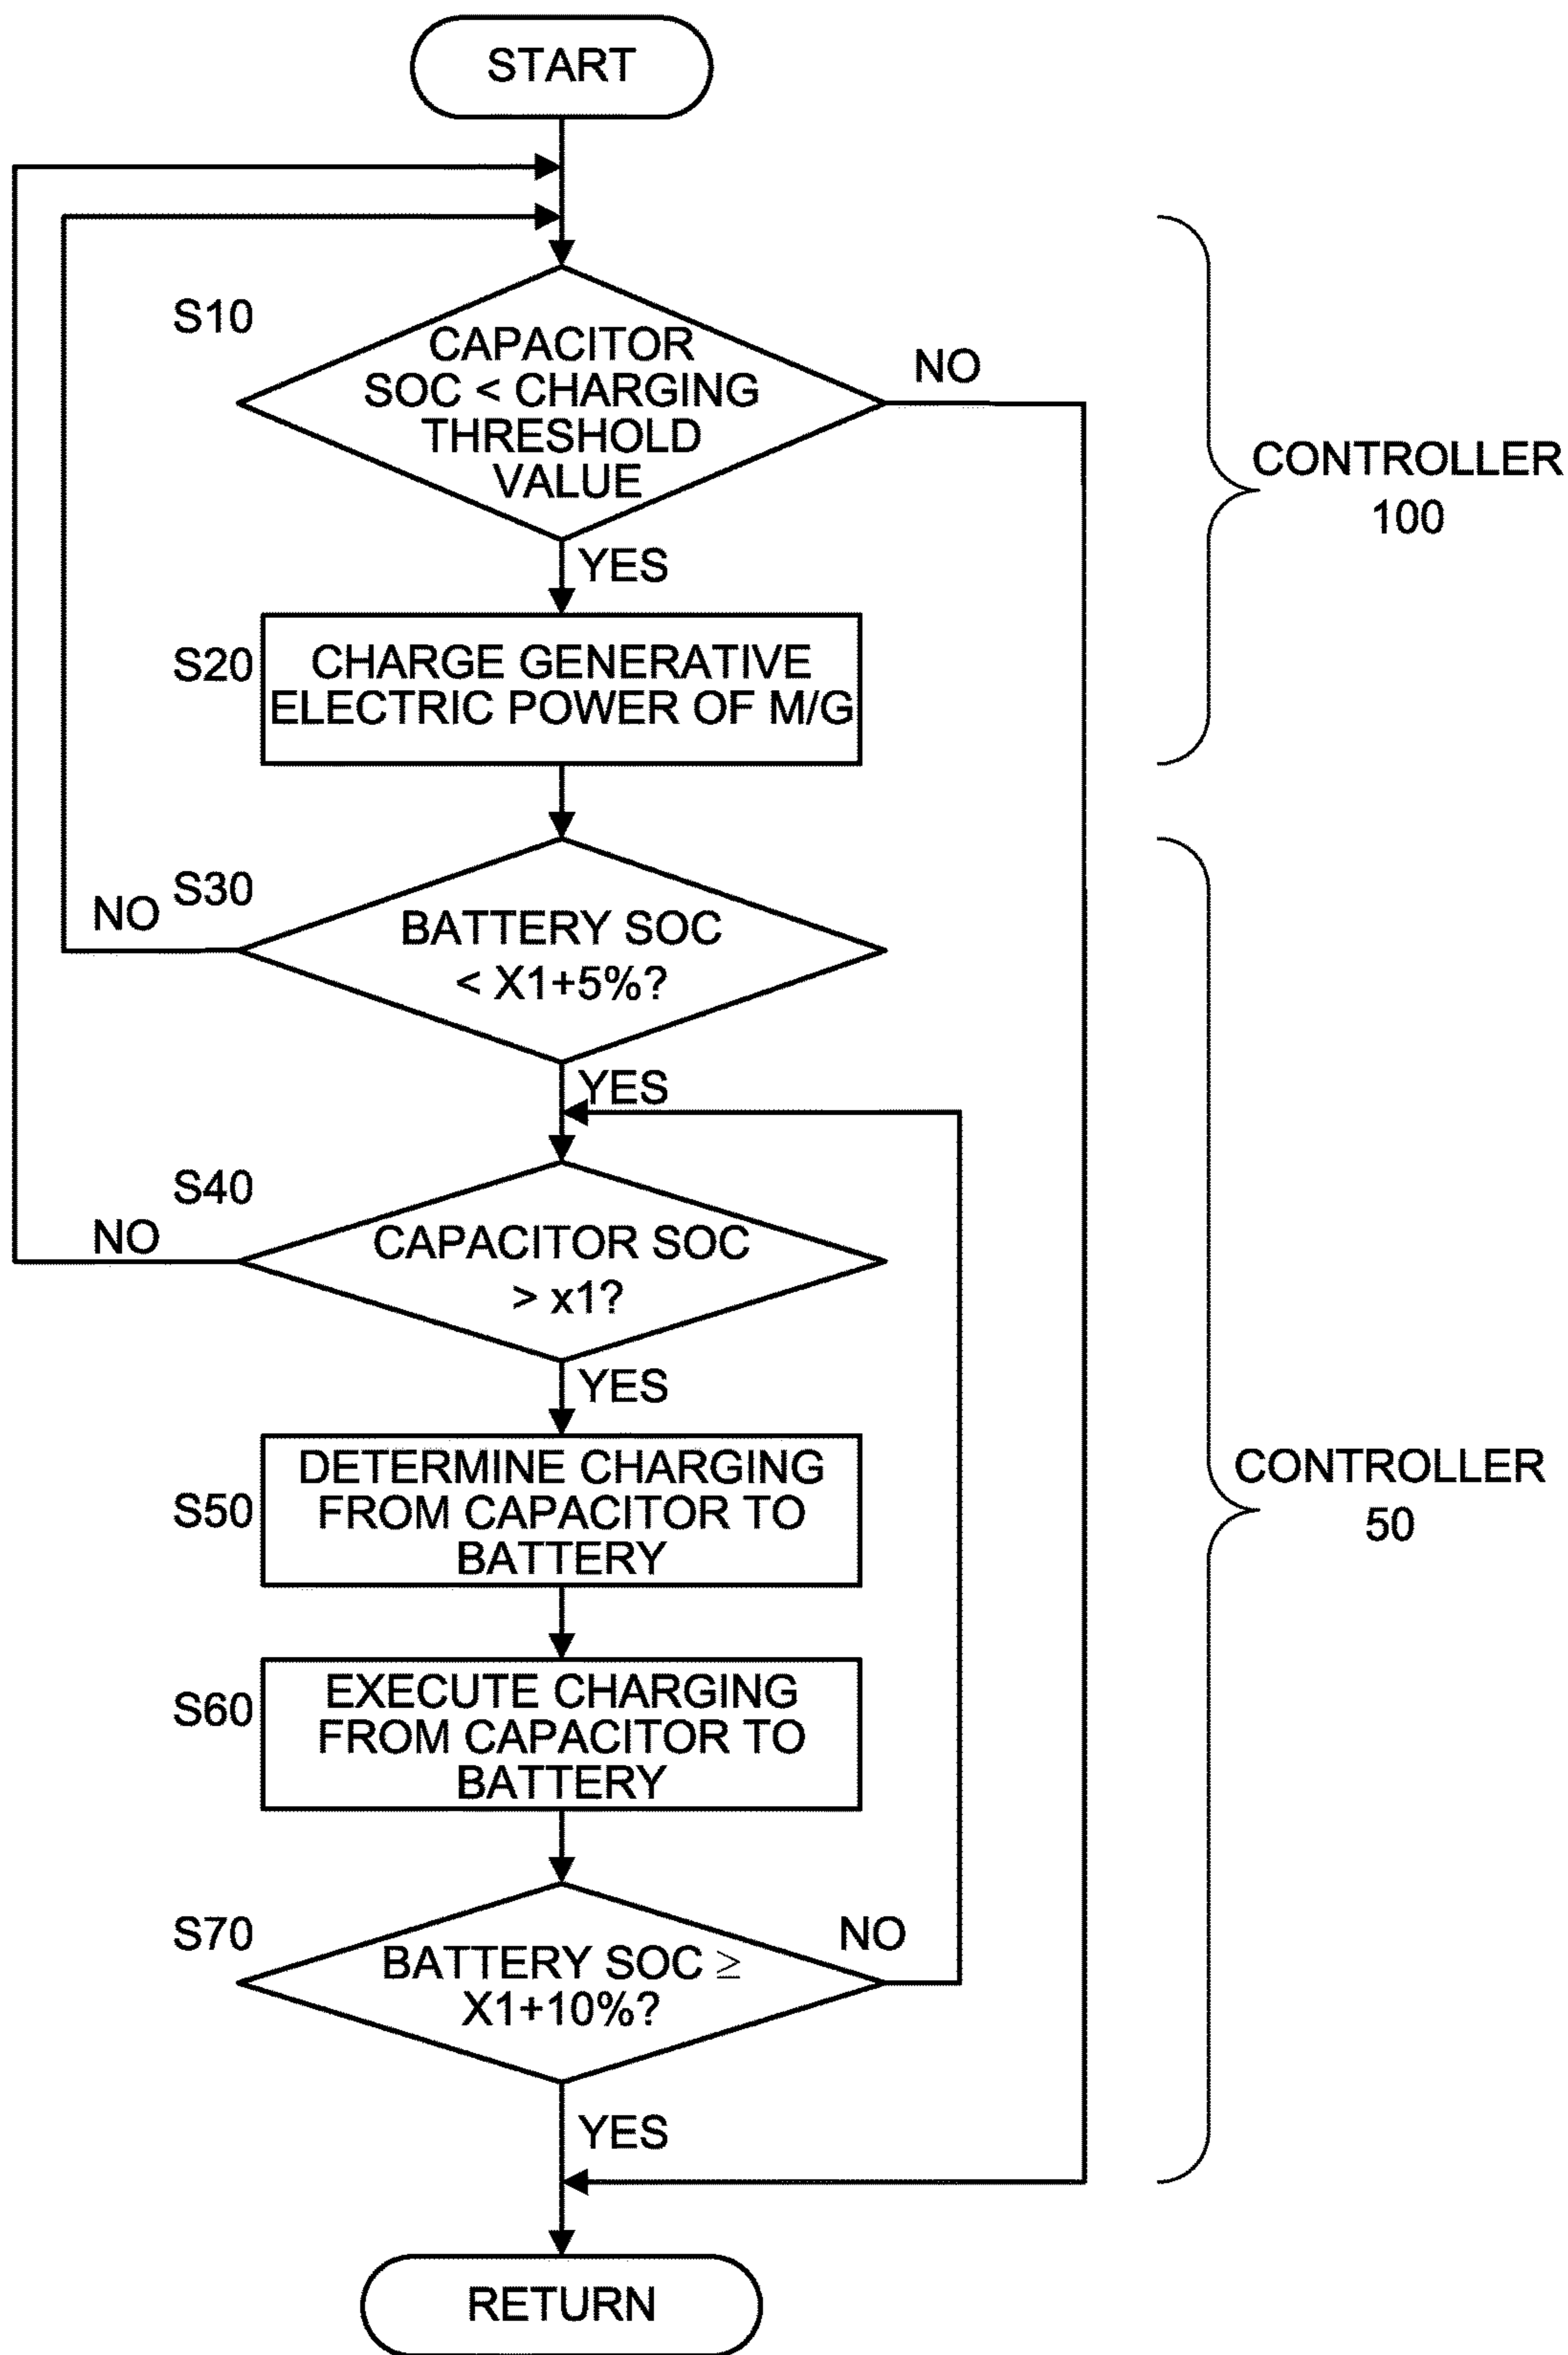 START
S10
CAPACITOR
SOC < CHARGING
THRESHOLD
VALUE
NO
YES
CONTROLLER
100
S20
CHARGE GENERATIVE
ELECTRIC POWER OF M/G
S30
NO
BATTERY SOC
< X1+5%?
YES
S40
NO
CAPACITOR SOC
> x1?
YES
S50
DETERMINE CHARGING
FROM CAPACITOR TO
BATTERY
CONTROLLER
50
S60
EXECUTE CHARGING
FROM CAPACITOR TO
BATTERY
S70
BATTERY SOC ≥
X1+10%?
NO
YES
RETURN